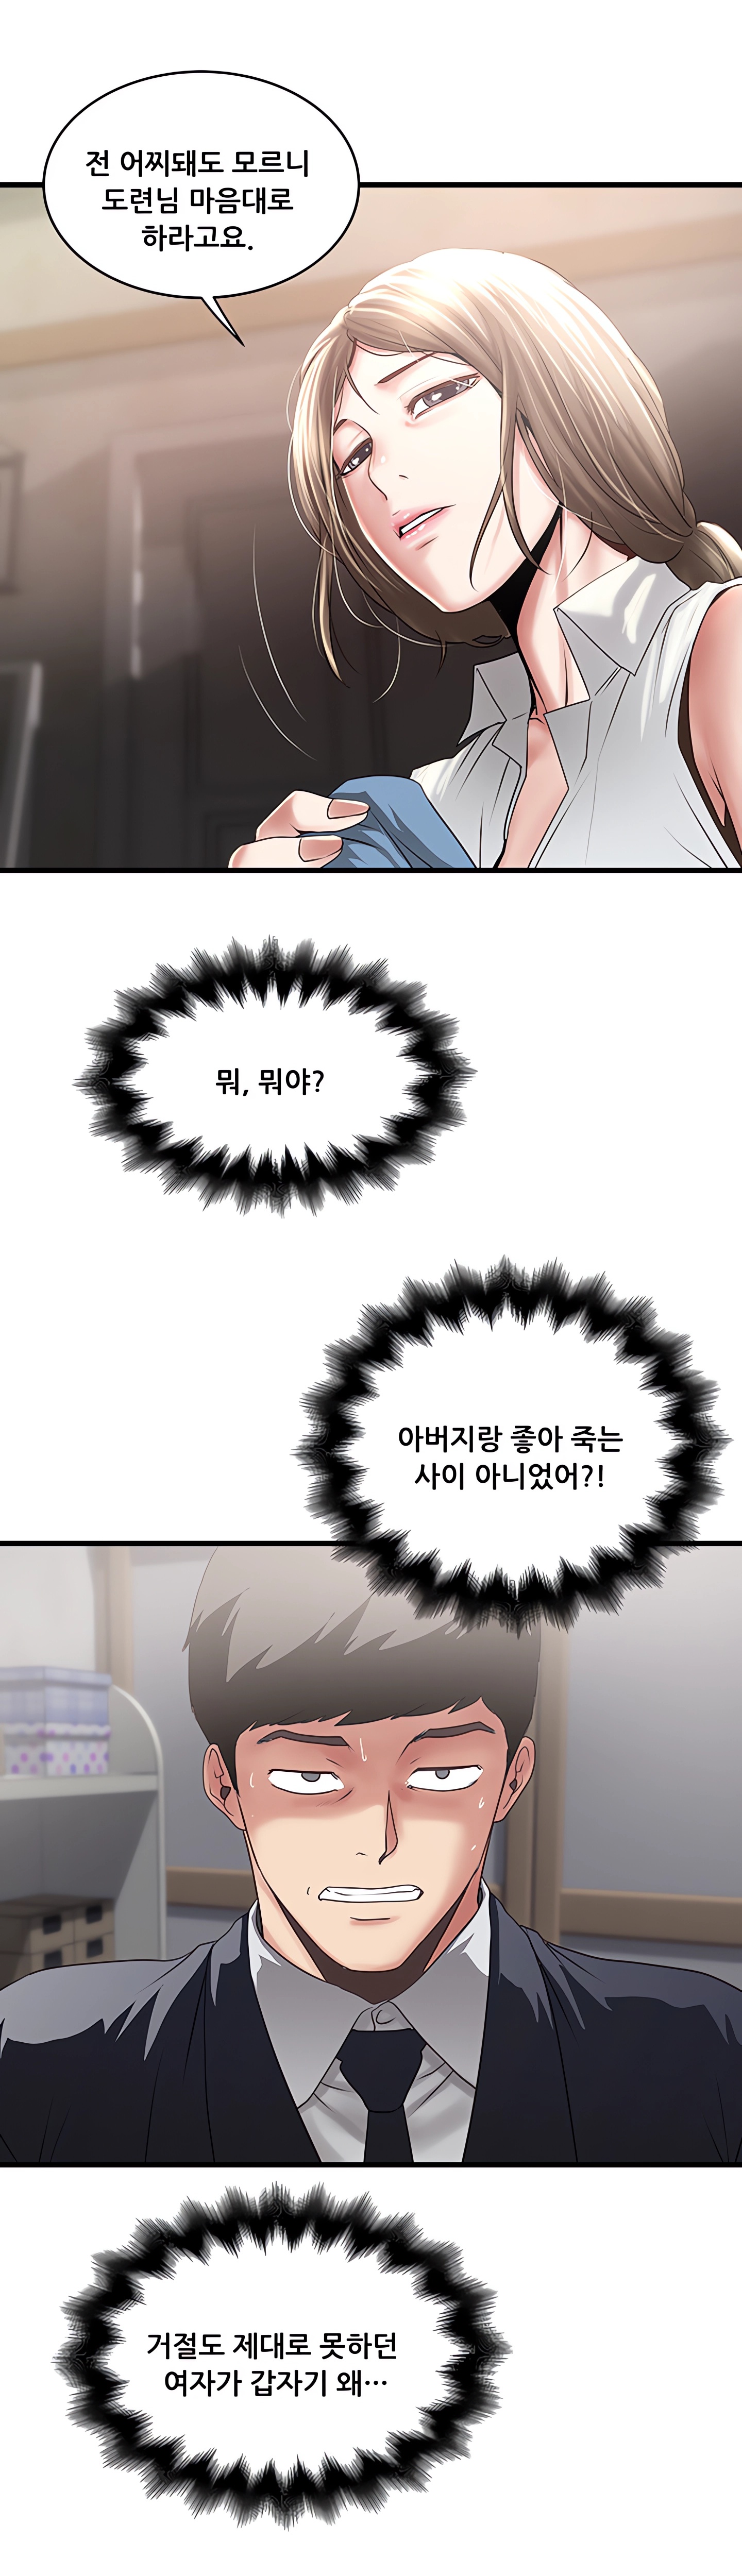 전 어찌돼도 모르니
도련님 마음대로
하라고요.
뭐, 뭐야?
아버지랑 좋아 죽는
사이 아니었어?!
거절도 제대로 못하던
여자가 갑자기 왜…